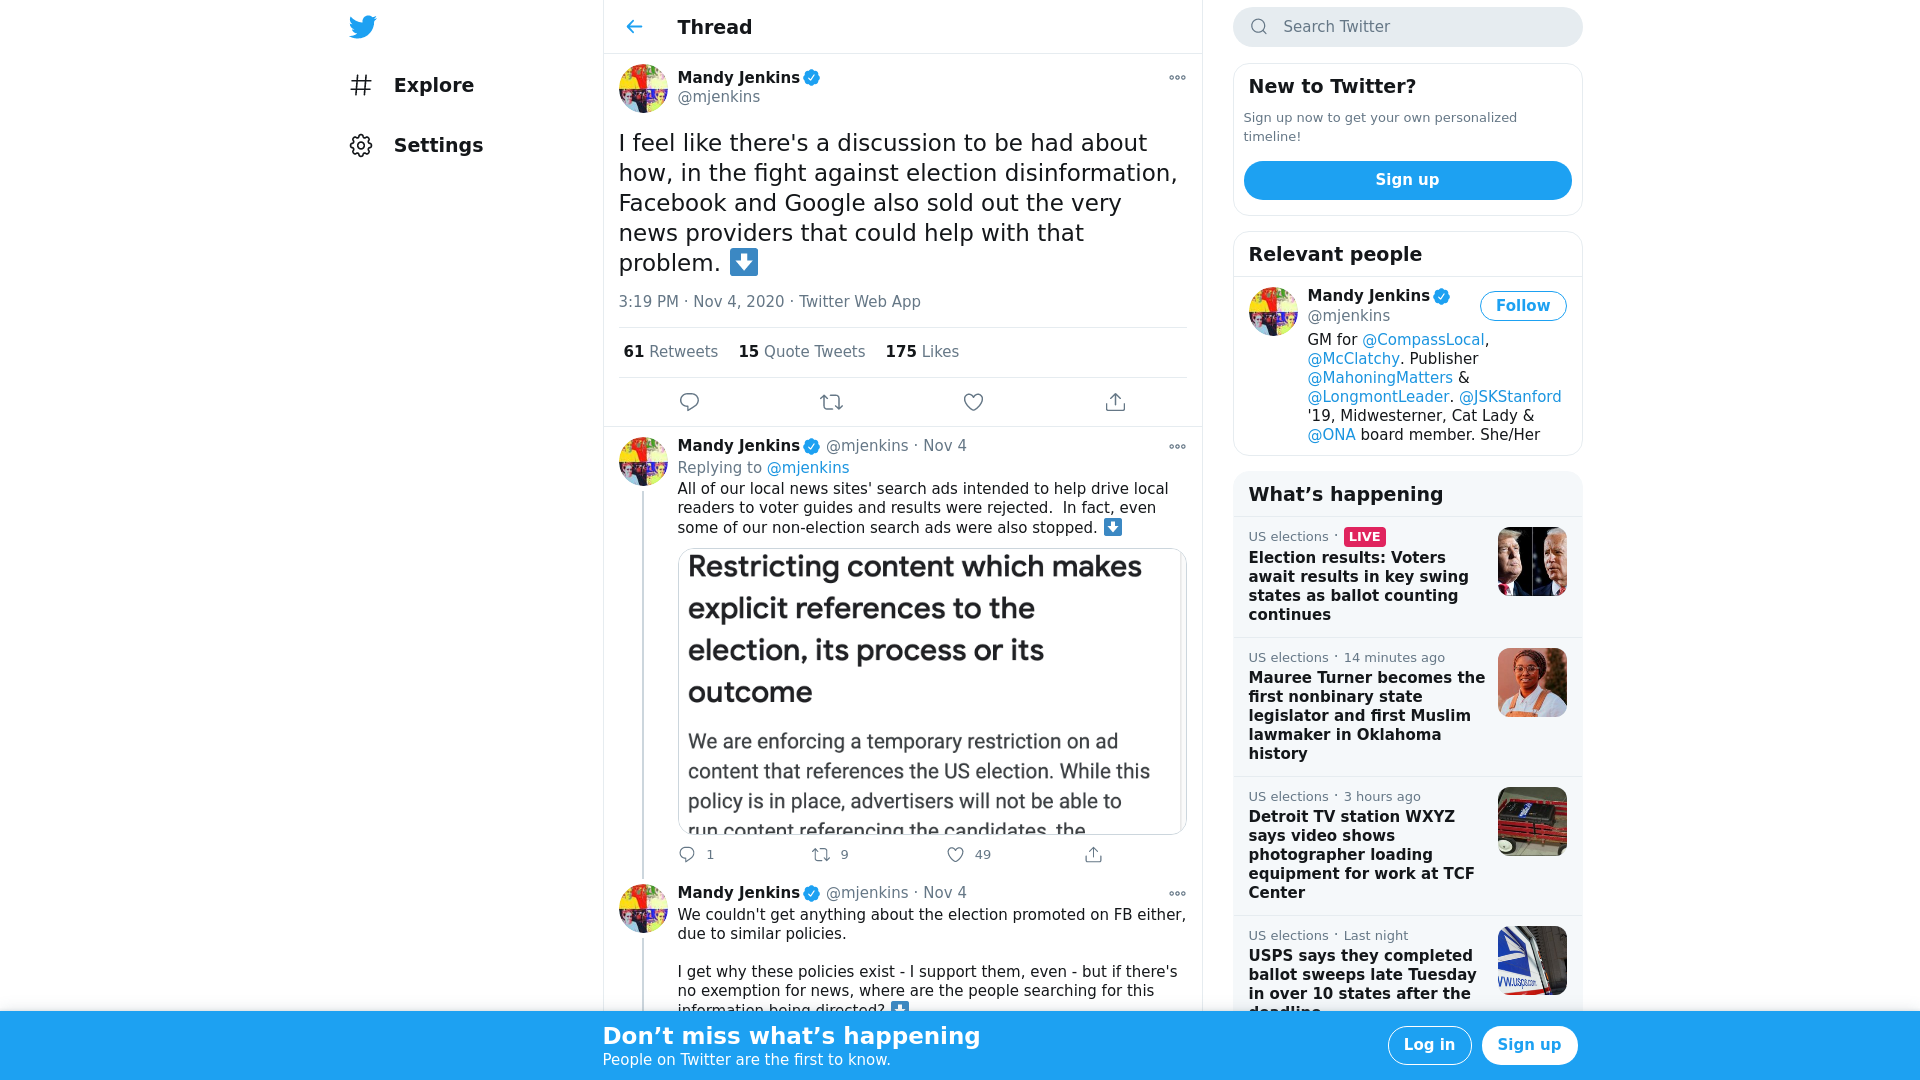 Explore
Settings
Thread
Mandy Jenkins
@mjenkins
I feel like there's a discussion to be had about
how, in the fight against election disinformation,
Facebook and Google also sold out the very
news providers that could help with that
problem. ⬇
3:19 PM · Nov 4, 2020 · Twitter Web App
61 Retweets 15 Quote Tweets 175 Likes
Mandy Jenkins @mjenkins · Nov 4
Replying to @mjenkins
All of our local news sites' search ads intended to help drive local
readers to voter guides and results were rejected.  In fact, even
some of our non-election search ads were also stopped. ⬇
Restricting content which makes
explicit references to the
election, its process or its
outcome
We are enforcing a temporary restriction on ad
content that references the US election. While this
policy is in place, advertisers will not be able to
run content referencing the candidates, the
1 9 49
Mandy Jenkins @mjenkins · Nov 4
We couldn't get anything about the election promoted on FB either,
due to similar policies.
I get why these policies exist - I support them, even - but if there's
no exemption for news, where are the people searching for this
information being directed? ⬇
Search Twitter
New to Twitter?
Sign up now to get your own personalized
timeline!
Sign up
Relevant people
Mandy Jenkins
@mjenkins
Follow
GM for @CompassLocal,
@McClatchy. Publisher
@MahoningMatters &
@LongmontLeader. @JSKStanford
'19, Midwesterner, Cat Lady &
@ONA board member. She/Her
What's happening
US elections · LIVE
Election results: Voters
await results in key swing
states as ballot counting
continues
US elections · 14 minutes ago
Mauree Turner becomes the
first nonbinary state
legislator and first Muslim
lawmaker in Oklahoma
history
US elections · 3 hours ago
Detroit TV station WXYZ
says video shows
photographer loading
equipment for work at TCF
Center
US elections · Last night
USPS says they completed
ballot sweeps late Tuesday
in over 10 states after the
deadline
Don't miss what's happening
People on Twitter are the first to know.
Log in
Sign up